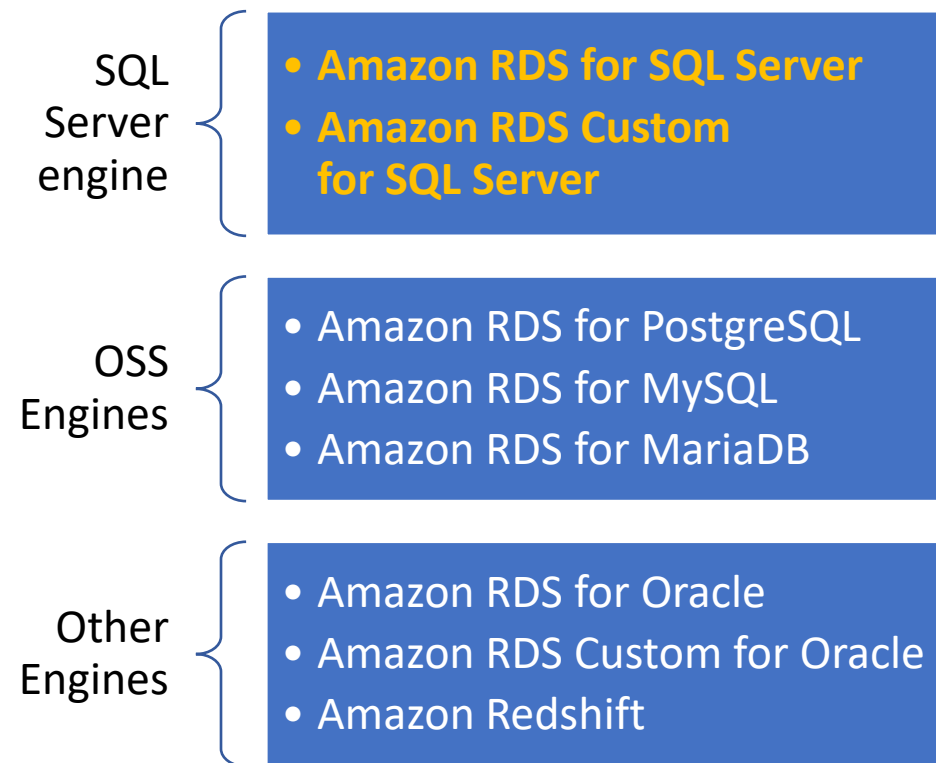 SQL
Server
engine
• Amazon RDS for SQL Server
• Amazon RDS Custom
for SQL Server
OSS
Engines
• Amazon RDS for PostgreSQL
• Amazon RDS for MySQL
• Amazon RDS for MariaDB
Other
Engines
• Amazon RDS for Oracle
• Amazon RDS Custom for Oracle
• Amazon Redshift